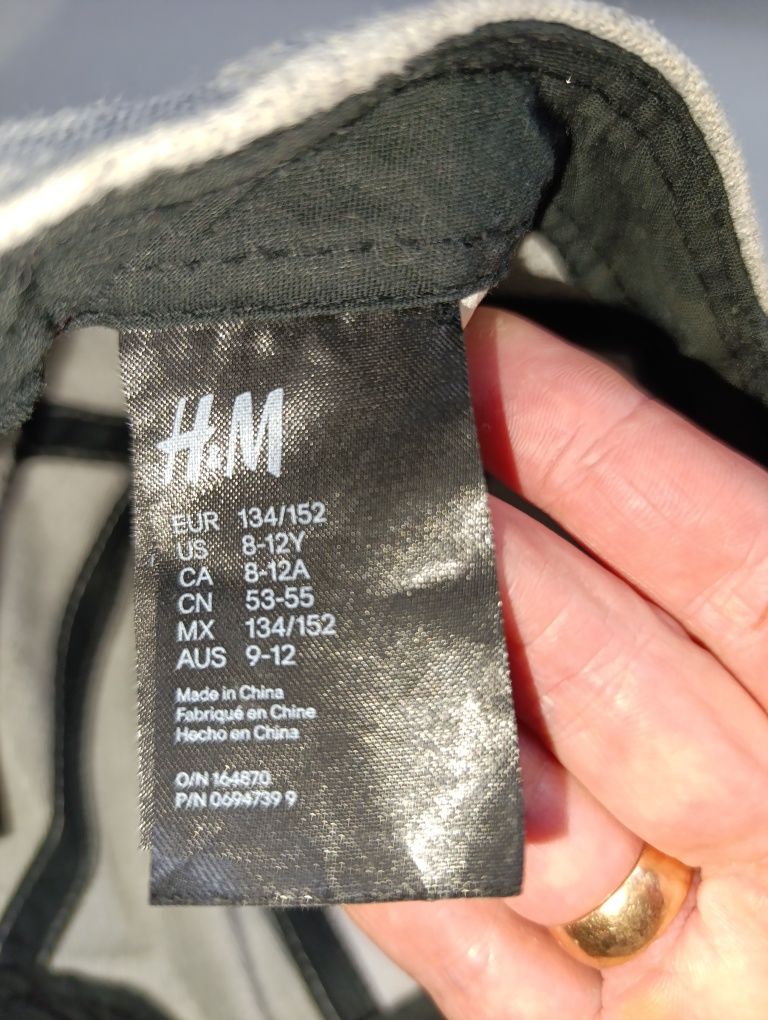 H&M
EUR 134/152
US 8-12Y
CA 8-12A
CN 53-55
MX 134/152
AUS 9-12
Made in China
Fabriqué en Chine
Hecho en China
O/N 164870
P/N 0694739 9